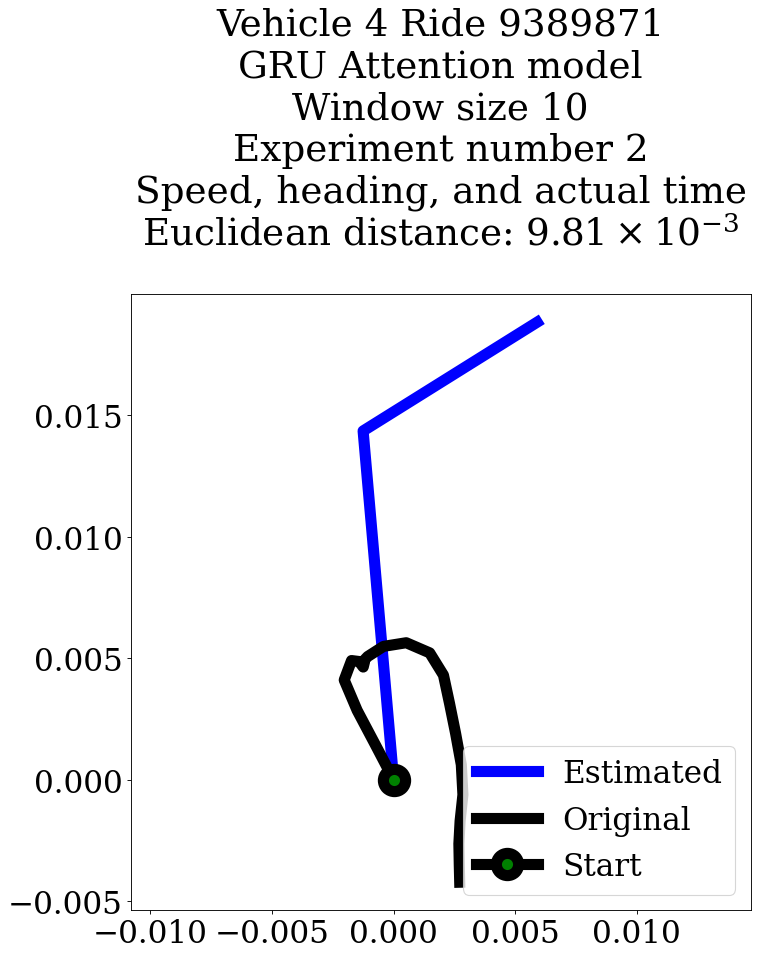 Vehicle 4 Ride 9389871
GRU Attention model
Window size 10
Experiment number 2
Speed, heading, and actual time
Euclidean distance: 9.81 × 10⁻³
0.015
0.010
0.005
0.000
−0.005
−0.010 −0.005 0.000 0.005 0.010
Estimated
Original
Start